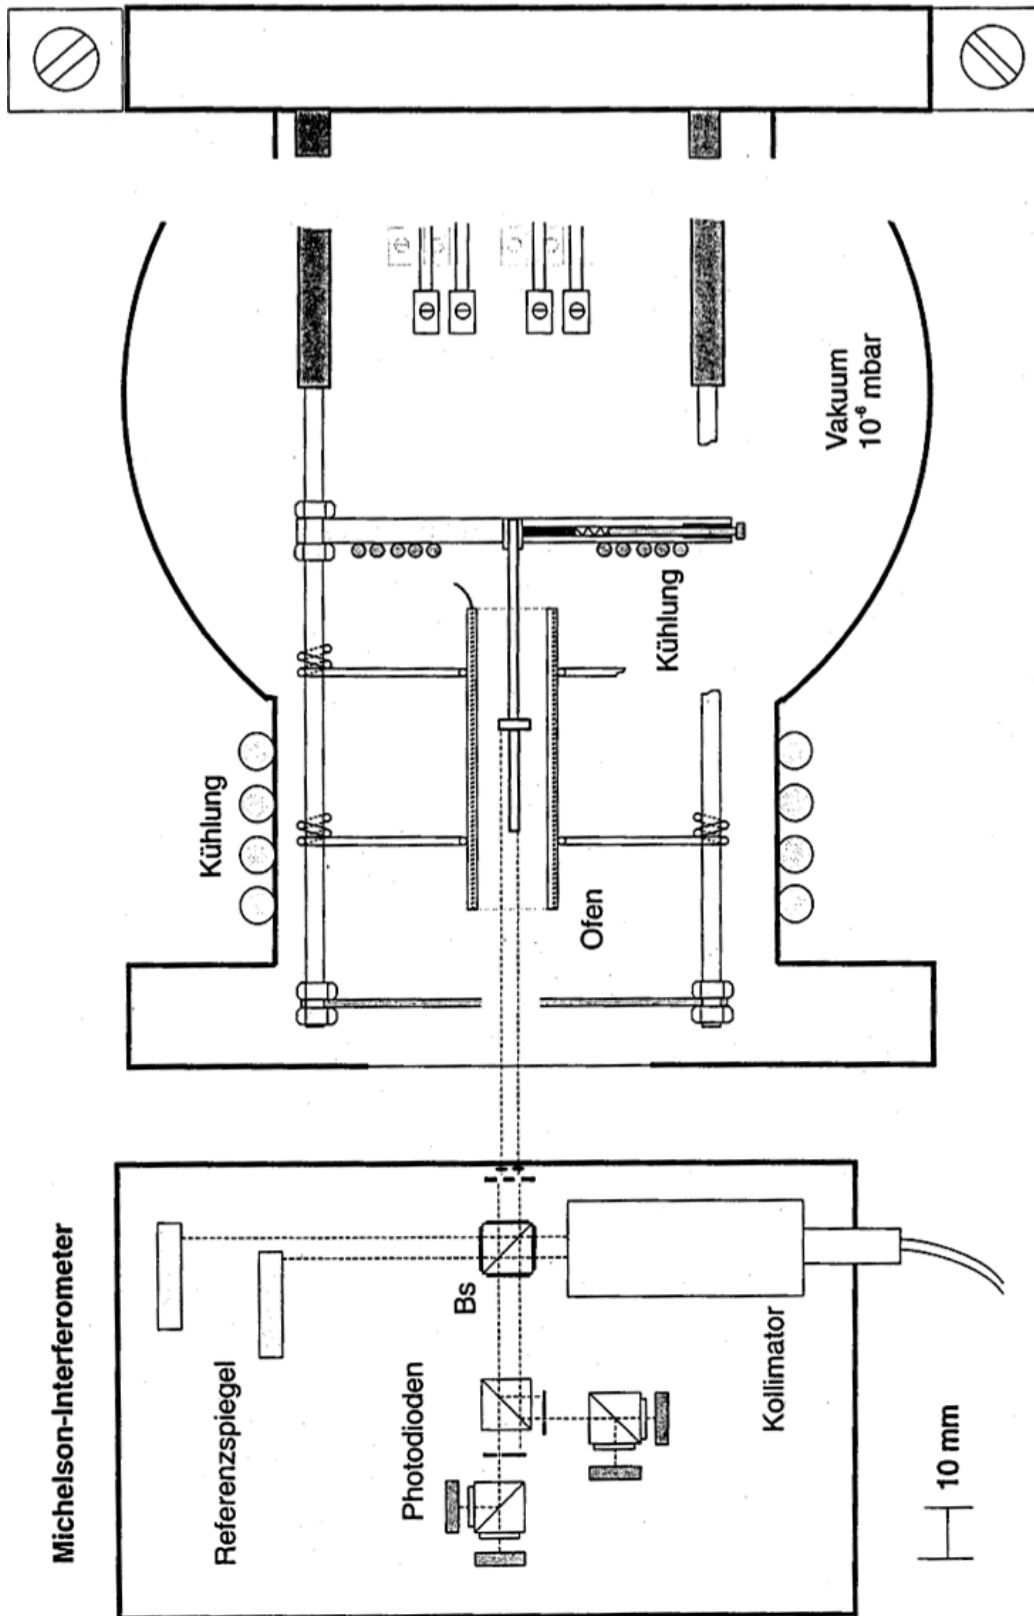 Michelson-Interferometer
Referenzspiegel
Photodioden
Bs
Kollimator
10 mm
Kühlung
Ofen
Kühlung
Vakuum
10⁻⁶ mbar